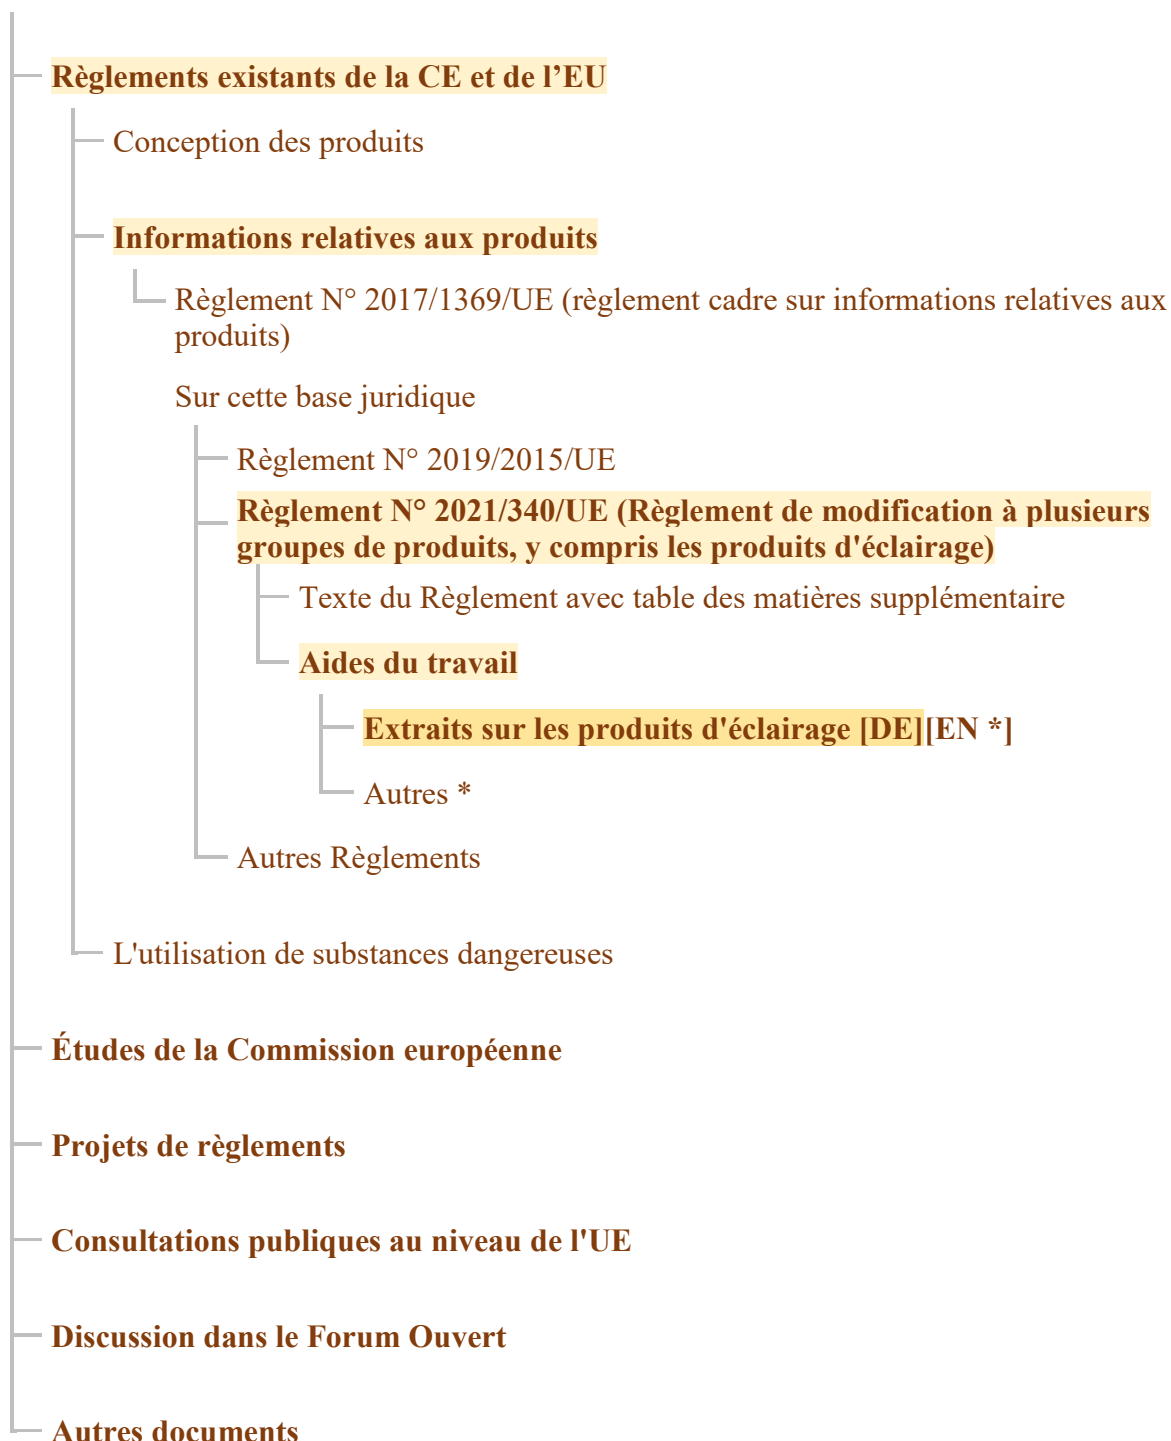 Règlements existants de la CE et de l’EU
Conception des produits
Informations relatives aux produits
Règlement N° 2017/1369/UE (règlement cadre sur informations relatives aux
produits)
Sur cette base juridique
Règlement N° 2019/2015/UE
Règlement N° 2021/340/UE (Règlement de modification à plusieurs
groupes de produits, y compris les produits d'éclairage)
Texte du Règlement avec table des matières supplémentaire
Aides du travail
Extraits sur les produits d'éclairage [DE][EN *]
Autres *
Autres Règlements
L'utilisation de substances dangereuses
Études de la Commission européenne
Projets de règlements
Consultations publiques au niveau de l'UE
Discussion dans le Forum Ouvert
Autres documents